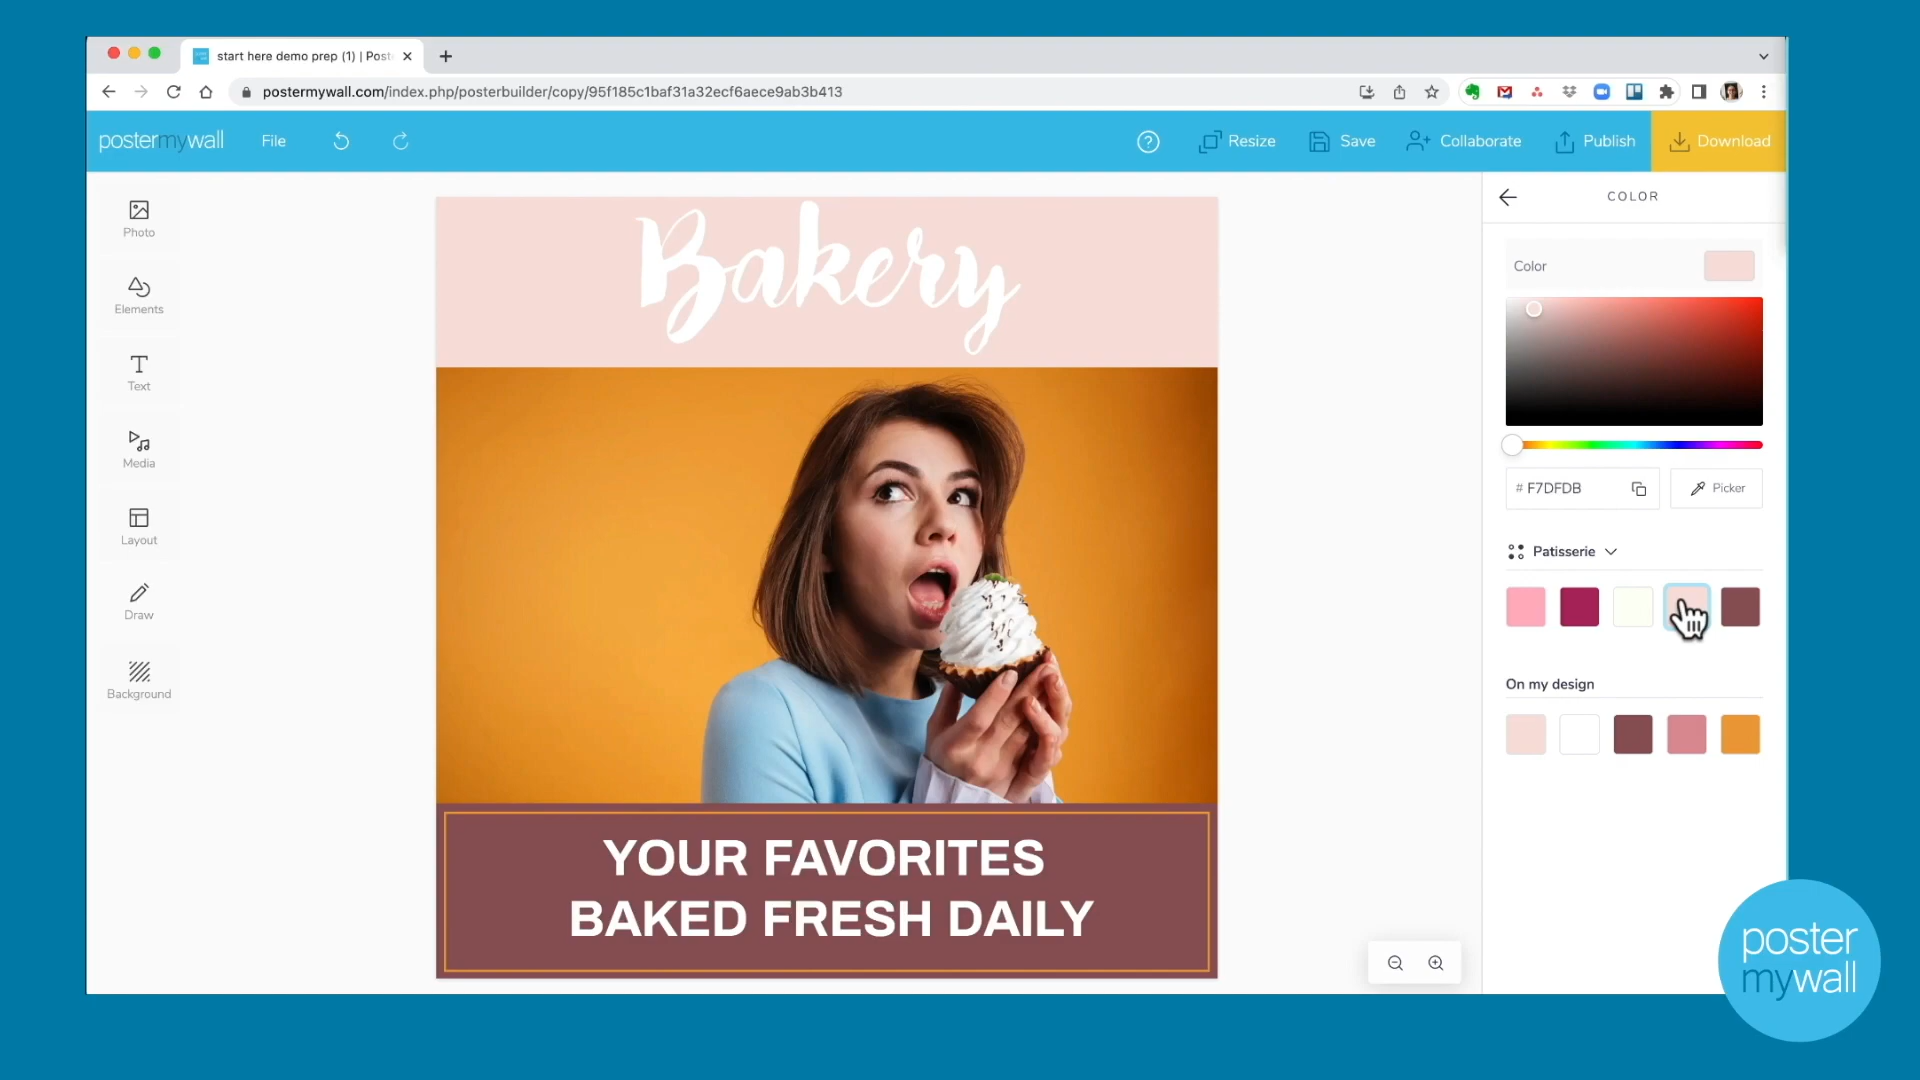 start here demo prep (1) | Post
postermywall.com/index.php/posterbuilder/copy/95f185c1baf31a32ecf6aece9ab3b413
postermywall
File
?
Resize
Save
Collaborate
Publish
Download
Photo
Elements
Text
Media
Layout
Draw
Background
Bakery
YOUR FAVORITES
BAKED FRESH DAILY
COLOR
Color
# F7DFDB
Picker
Patisserie
On my design
poster
mywall